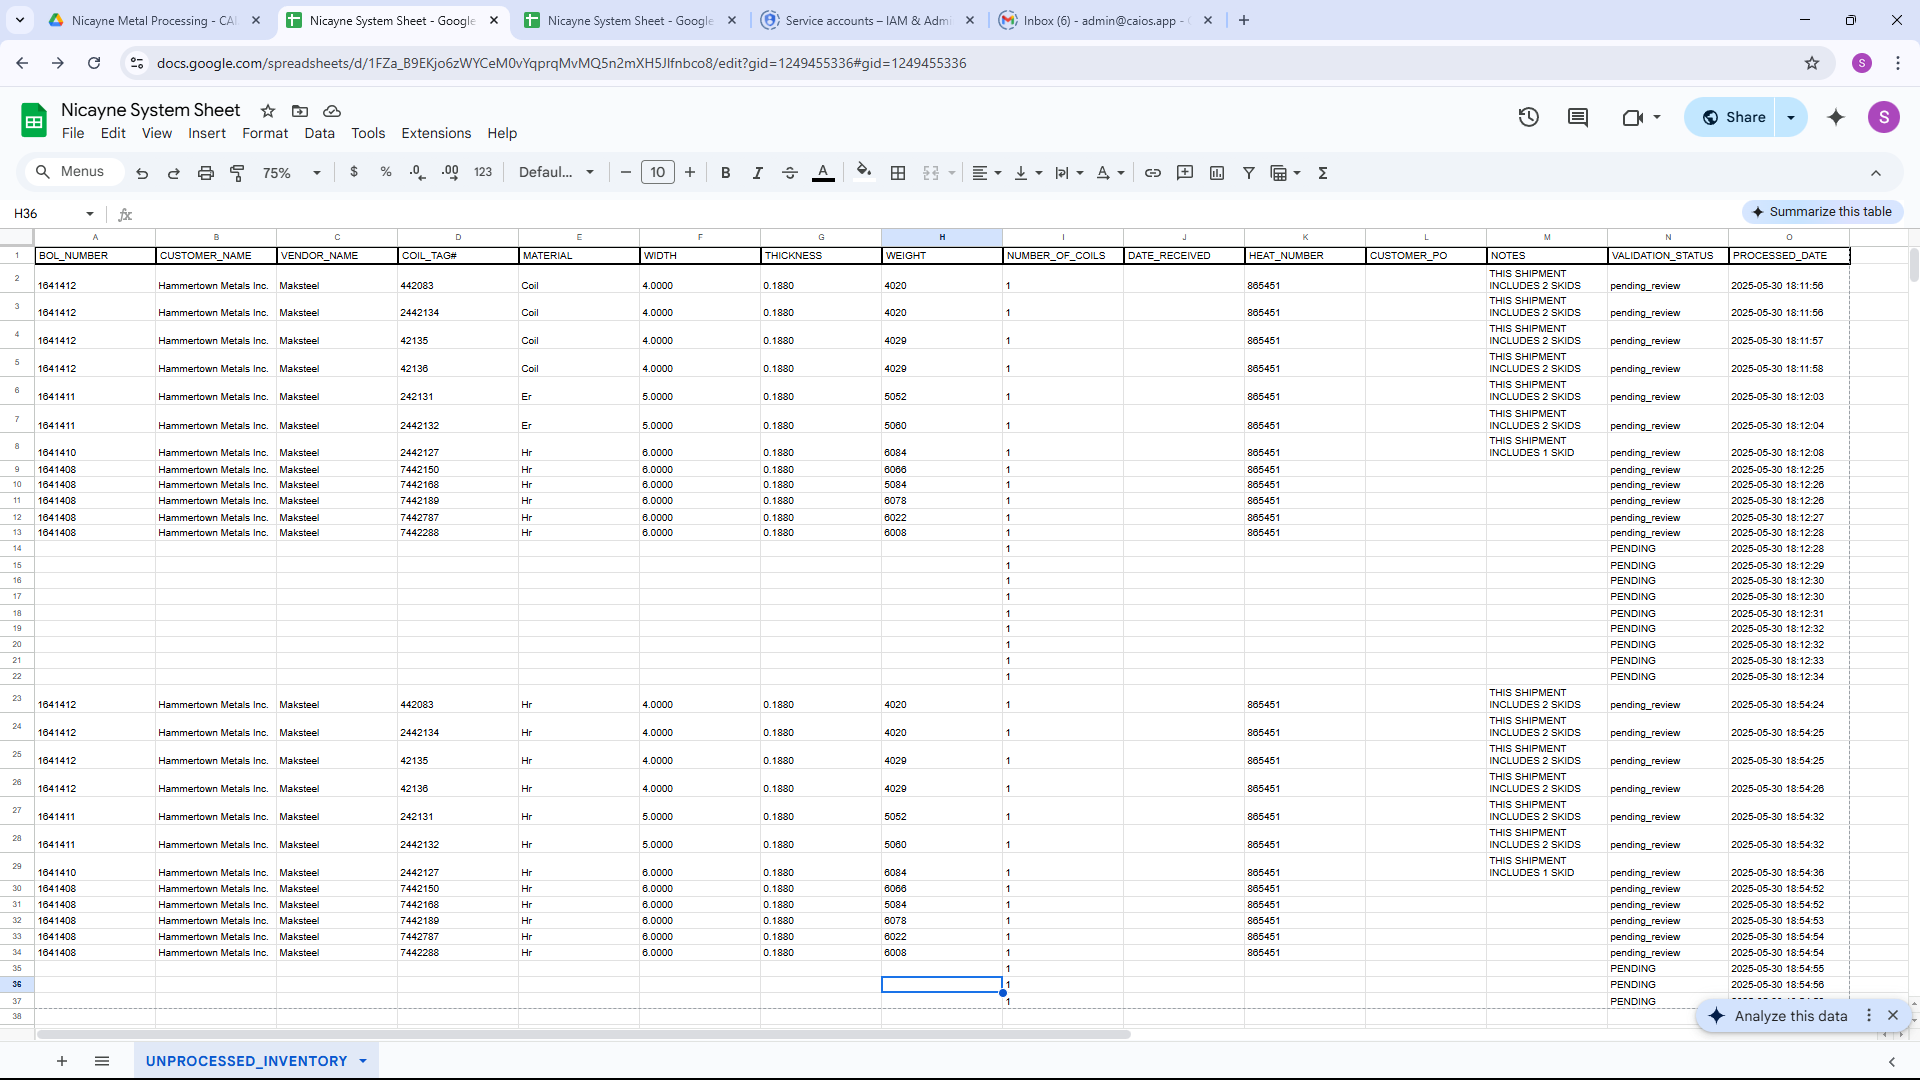 Nicayne Metal Processing - CA
Nicayne System Sheet - Google
Nicayne System Sheet - Google
Service accounts – IAM & Admi
Inbox (6) - admin@caios.app -
docs.google.com/spreadsheets/d/1FZa_B9EKjo6zWYCeM0vYqprqMvMQ5n2mXH5JIfnbco8/edit?gid=1249455336#gid=1249455336
S
Nicayne System Sheet
File Edit View Insert Format Data Tools Extensions Help
Share
S
Menus 75% $ % .0 .00 123 Defaul... 10 B I A
H36
Summarize this table
A B C D E F G H I J K L M N O
1 BOL_NUMBER CUSTOMER_NAME VENDOR_NAME COIL_TAG# MATERIAL WIDTH THICKNESS WEIGHT NUMBER_OF_COILS DATE_RECEIVED HEAT_NUMBER CUSTOMER_PO NOTES VALIDATION_STATUS PROCESSED_DATE
2 1641412 Hammertown Metals Inc. Maksteel 442083 Coil 4.0000 0.1880 4020 1 865451 THIS SHIPMENT INCLUDES 2 SKIDS pending_review 2025-05-30 18:11:56
3 1641412 Hammertown Metals Inc. Maksteel 2442134 Coil 4.0000 0.1880 4020 1 865451 THIS SHIPMENT INCLUDES 2 SKIDS pending_review 2025-05-30 18:11:56
4 1641412 Hammertown Metals Inc. Maksteel 42135 Coil 4.0000 0.1880 4029 1 865451 THIS SHIPMENT INCLUDES 2 SKIDS pending_review 2025-05-30 18:11:57
5 1641412 Hammertown Metals Inc. Maksteel 42136 Coil 4.0000 0.1880 4029 1 865451 THIS SHIPMENT INCLUDES 2 SKIDS pending_review 2025-05-30 18:11:58
6 1641411 Hammertown Metals Inc. Maksteel 242131 Er 5.0000 0.1880 5052 1 865451 THIS SHIPMENT INCLUDES 2 SKIDS pending_review 2025-05-30 18:12:03
7 1641411 Hammertown Metals Inc. Maksteel 2442132 Er 5.0000 0.1880 5060 1 865451 THIS SHIPMENT INCLUDES 2 SKIDS pending_review 2025-05-30 18:12:04
8 1641410 Hammertown Metals Inc. Maksteel 2442127 Hr 6.0000 0.1880 6084 1 865451 THIS SHIPMENT INCLUDES 1 SKID pending_review 2025-05-30 18:12:08
9 1641408 Hammertown Metals Inc. Maksteel 7442150 Hr 6.0000 0.1880 6066 1 865451 pending_review 2025-05-30 18:12:25
10 1641408 Hammertown Metals Inc. Maksteel 7442168 Hr 6.0000 0.1880 5084 1 865451 pending_review 2025-05-30 18:12:26
11 1641408 Hammertown Metals Inc. Maksteel 7442189 Hr 6.0000 0.1880 6078 1 865451 pending_review 2025-05-30 18:12:26
12 1641408 Hammertown Metals Inc. Maksteel 7442787 Hr 6.0000 0.1880 6022 1 865451 pending_review 2025-05-30 18:12:27
13 1641408 Hammertown Metals Inc. Maksteel 7442288 Hr 6.0000 0.1880 6008 1 865451 pending_review 2025-05-30 18:12:28
14 1 PENDING 2025-05-30 18:12:28
15 1 PENDING 2025-05-30 18:12:29
16 1 PENDING 2025-05-30 18:12:30
17 1 PENDING 2025-05-30 18:12:30
18 1 PENDING 2025-05-30 18:12:31
19 1 PENDING 2025-05-30 18:12:32
20 1 PENDING 2025-05-30 18:12:32
21 1 PENDING 2025-05-30 18:12:33
22 1 PENDING 2025-05-30 18:12:34
23 1641412 Hammertown Metals Inc. Maksteel 442083 Hr 4.0000 0.1880 4020 1 865451 THIS SHIPMENT INCLUDES 2 SKIDS pending_review 2025-05-30 18:54:24
24 1641412 Hammertown Metals Inc. Maksteel 2442134 Hr 4.0000 0.1880 4020 1 865451 THIS SHIPMENT INCLUDES 2 SKIDS pending_review 2025-05-30 18:54:25
25 1641412 Hammertown Metals Inc. Maksteel 42135 Hr 4.0000 0.1880 4029 1 865451 THIS SHIPMENT INCLUDES 2 SKIDS pending_review 2025-05-30 18:54:25
26 1641412 Hammertown Metals Inc. Maksteel 42136 Hr 4.0000 0.1880 4029 1 865451 THIS SHIPMENT INCLUDES 2 SKIDS pending_review 2025-05-30 18:54:26
27 1641411 Hammertown Metals Inc. Maksteel 242131 Hr 5.0000 0.1880 5052 1 865451 THIS SHIPMENT INCLUDES 2 SKIDS pending_review 2025-05-30 18:54:32
28 1641411 Hammertown Metals Inc. Maksteel 2442132 Hr 5.0000 0.1880 5060 1 865451 THIS SHIPMENT INCLUDES 2 SKIDS pending_review 2025-05-30 18:54:32
29 1641410 Hammertown Metals Inc. Maksteel 2442127 Hr 6.0000 0.1880 6084 1 865451 THIS SHIPMENT INCLUDES 1 SKID pending_review 2025-05-30 18:54:36
30 1641408 Hammertown Metals Inc. Maksteel 7442150 Hr 6.0000 0.1880 6066 1 865451 pending_review 2025-05-30 18:54:52
31 1641408 Hammertown Metals Inc. Maksteel 7442168 Hr 6.0000 0.1880 5084 1 865451 pending_review 2025-05-30 18:54:52
32 1641408 Hammertown Metals Inc. Maksteel 7442189 Hr 6.0000 0.1880 6078 1 865451 pending_review 2025-05-30 18:54:53
33 1641408 Hammertown Metals Inc. Maksteel 7442787 Hr 6.0000 0.1880 6022 1 865451 pending_review 2025-05-30 18:54:54
34 1641408 Hammertown Metals Inc. Maksteel 7442288 Hr 6.0000 0.1880 6008 1 865451 pending_review 2025-05-30 18:54:54
35 1 PENDING 2025-05-30 18:54:55
36 1 PENDING 2025-05-30 18:54:56
37 1 PENDING
38
Analyze this data
UNPROCESSED_INVENTORY